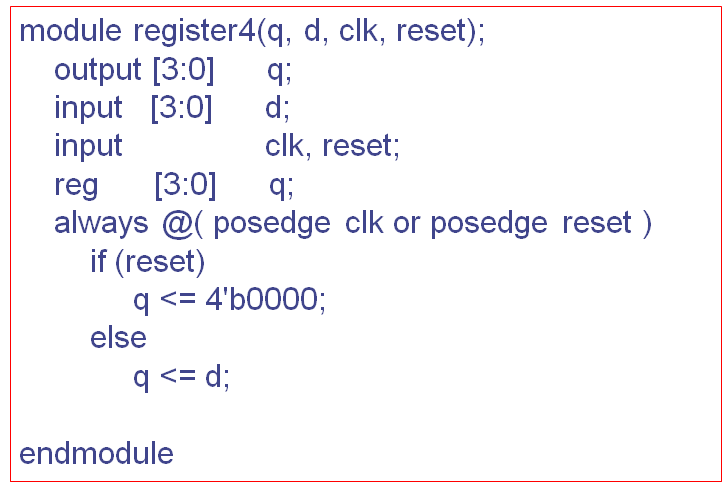 module register4(q, d, clk, reset);
output [3:0] q;
input [3:0] d;
input clk, reset;
reg [3:0] q;
always @( posedge clk or posedge reset )
if (reset)
q <= 4'b0000;
else
q <= d;
endmodule